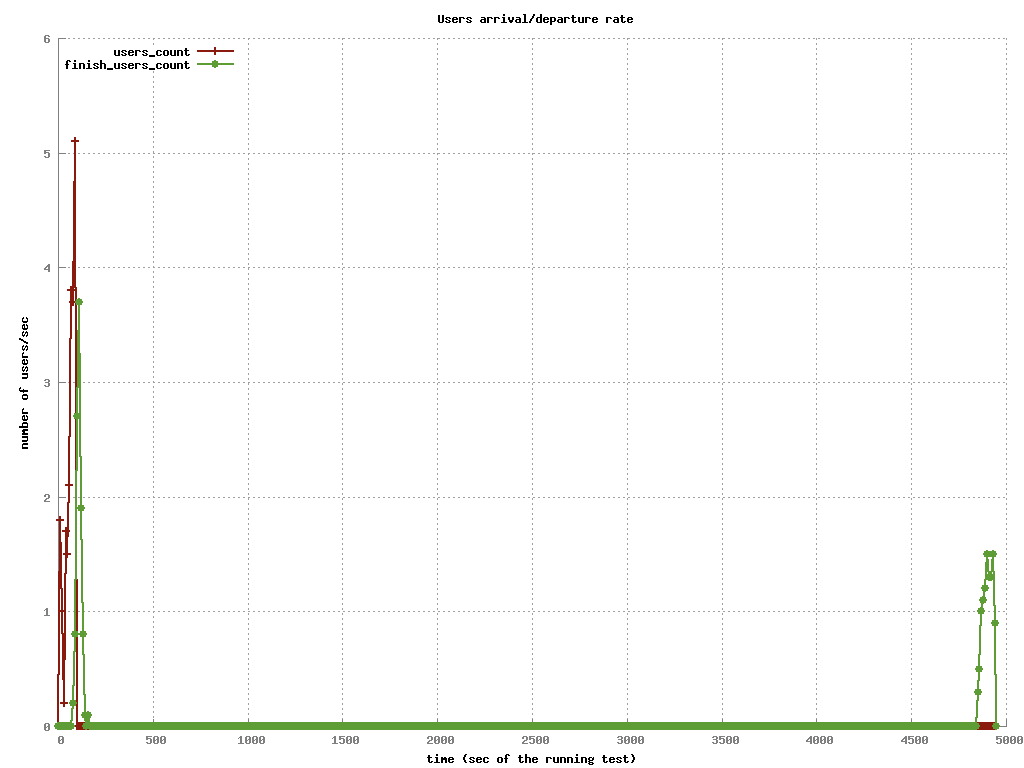 Users arrival/departure rate
users_count
finish_users_count
6
5
4
3
2
1
0
number of users/sec
0 500 1000 1500 2000 2500 3000 3500 4000 4500 5000
time (sec of the running test)